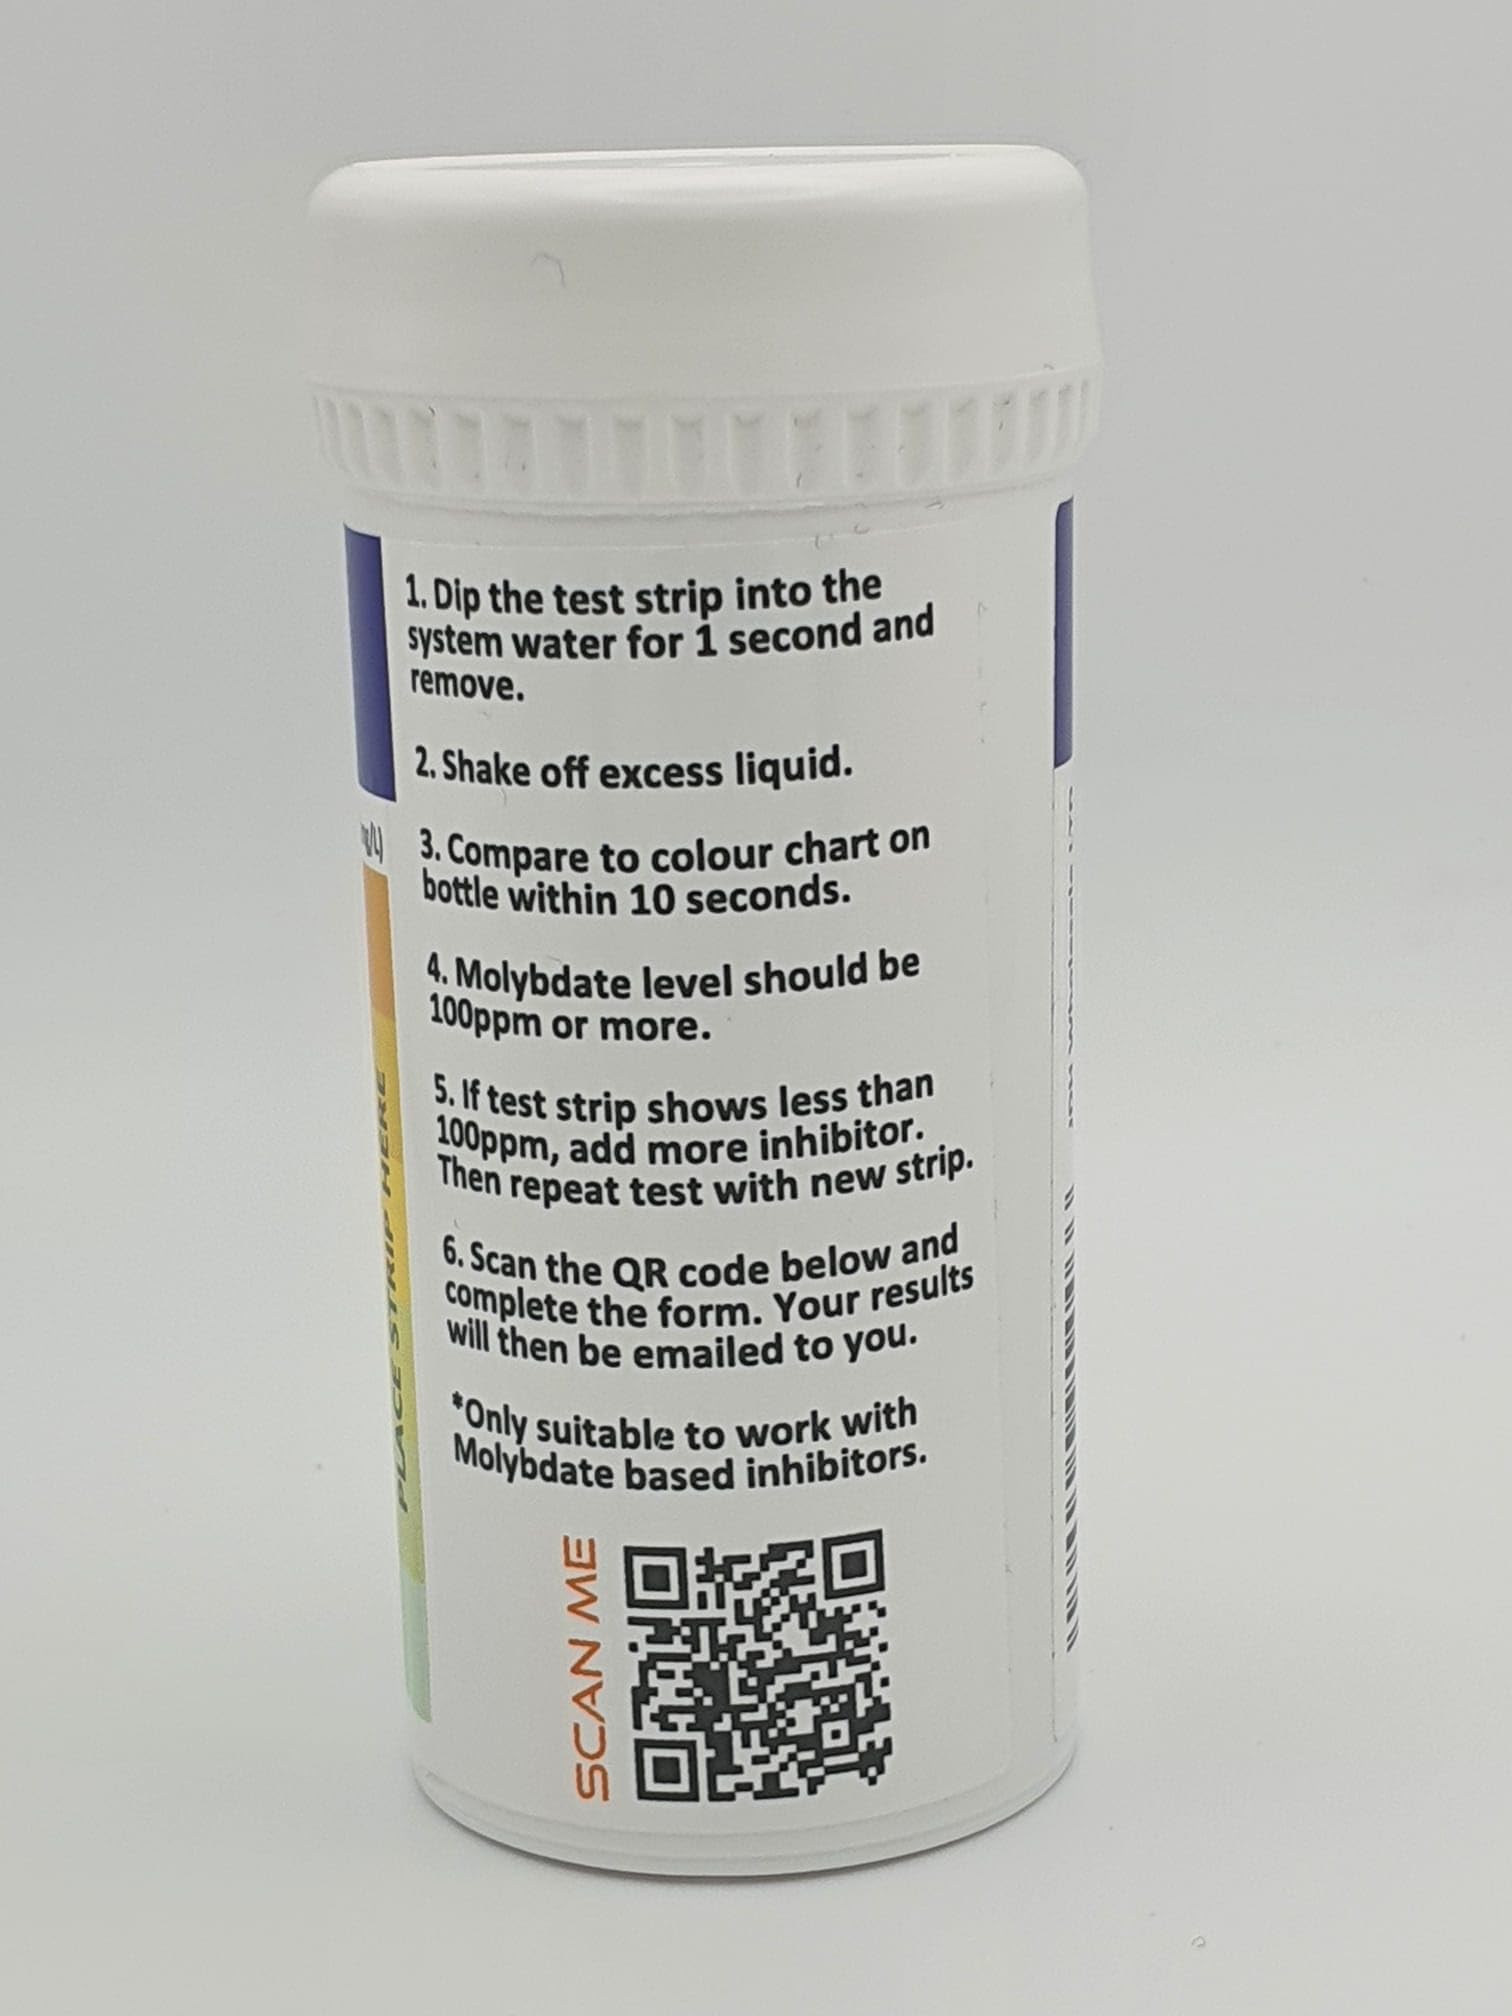 1. Dip the test strip into the
system water for 1 second and
remove.
2. Shake off excess liquid.
3. Compare to colour chart on
bottle within 10 seconds.
4. Molybdate level should be
100ppm or more.
5. If test strip shows less than
100ppm, add more inhibitor.
Then repeat test with new strip.
6. Scan the QR code below and
complete the form. Your results
will then be emailed to you.
*Only suitable to work with
Molybdate based inhibitors.
SCAN ME
PLACE STRIP HERE